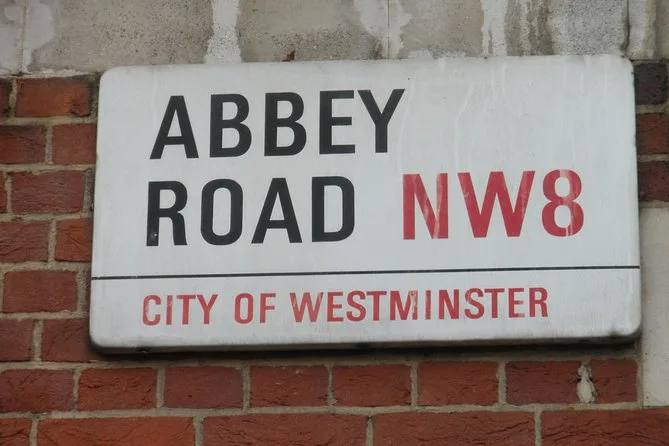 ABBEY
ROAD NW8
CITY OF WESTMINSTER